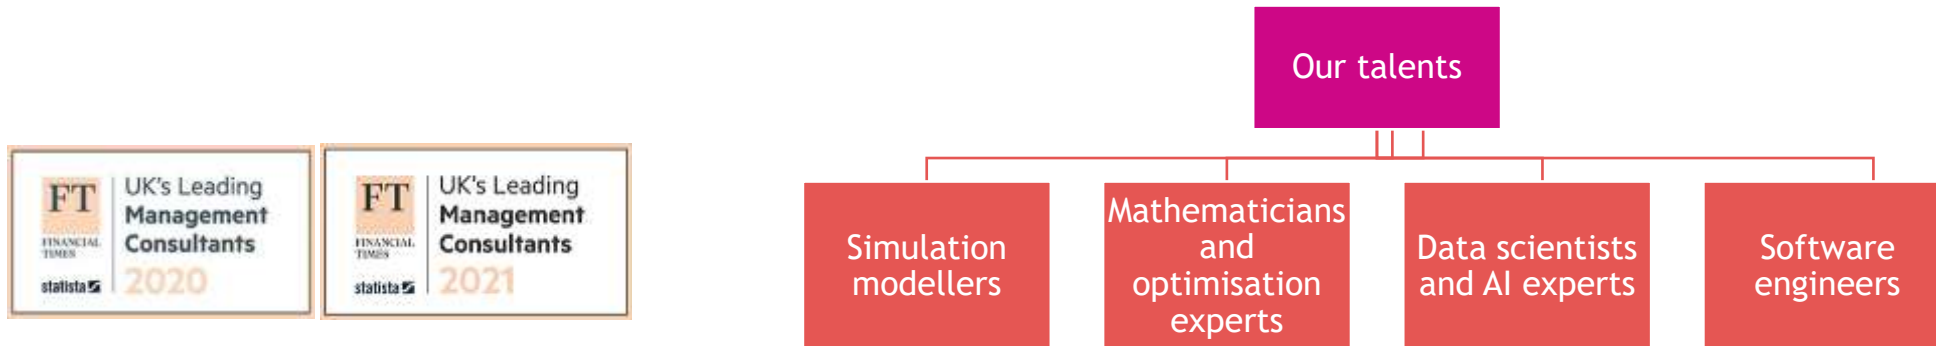 FT
FINANCIAL
TIMES
statista
UK's Leading
Management
Consultants
2020
FT
FINANCIAL
TIMES
statista
UK's Leading
Management
Consultants
2021
Our talents
Simulation
modellers
Mathematicians
and
optimisation
experts
Data scientists
and AI experts
Software
engineers